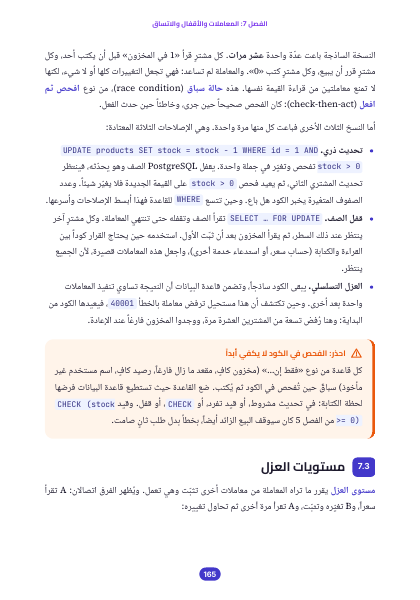 الفصل 7: المعاملات والأقفال والاتساق
النسخة الساذجة باعت عدّة واحدة عشر مرات. كل مشترٍ قرأ «1 في المخزون» قبل أن يكتب أحد، وكل
مشترٍ قرر أن يبيع، وكل مشترٍ كتب «0». والمعاملة لم تساعد: فهي تجعل التغييرات كلها أو لا شيء، لكنها
لا تمنع معاملتين من قراءة القيمة نفسها. هذه حالة سباق (race condition)، من نوع افحص ثم
افعل (check-then-act): كان الفحص صحيحاً حين جرى، وخاطئاً حين حدث الفعل.
أما النسخ الثلاث الأخرى فباعت كل منها مرة واحدة. وهي الإصلاحات الثلاثة المعتادة:
• تحديث ذري. UPDATE products SET stock = stock - 1 WHERE id = 1 AND
stock > 0 تفحص وتغيّر في جملة واحدة. يقفل PostgreSQL الصف وهو يحدّثه، فينتظر
تحديث المشتري الثاني، ثم يعيد فحص stock > 0 على القيمة الجديدة فلا يغيّر شيئاً. وعدد
الصفوف المتغيرة يخبر الكود هل باع. وحين تتسع WHERE للقاعدة فهذا أبسط الإصلاحات وأسرعها.
• قفل الصف. SELECT … FOR UPDATE تقرأ الصف وتقفله حتى تنتهي المعاملة. وكل مشترٍ آخر
ينتظر عند ذلك السطر، ثم يقرأ المخزون بعد أن ثبّت الأول. استخدمه حين يحتاج القرار كوداً بين
القراءة والكتابة (حساب سعر، أو استدعاء خدمة أخرى)، واجعل هذه المعاملات قصيرة، لأن الجميع
ينتظر.
• العزل التسلسلي. يبقى الكود ساذجاً، وتضمن قاعدة البيانات أن النتيجة تساوي تنفيذ المعاملات
واحدة بعد أخرى. وحين تكتشف أن هذا مستحيل ترفض معاملة بالخطأ 40001، فيعيدها الكود من
البداية: وهنا رُفض تسعة من المشترين العشرة مرة، ووجدوا المخزون فارغاً عند الإعادة.
احذر: الفحص في الكود لا يكفي أبداً
كل قاعدة من نوع «فقط إن…» (مخزون كافٍ، مقعد ما زال فارغاً، رصيد كافٍ، اسم مستخدم غير
مأخوذ) سباقٌ حين تُفحص في الكود ثم يُكتب. ضع القاعدة حيث تستطيع قاعدة البيانات فرضها
لحظة الكتابة: في تحديث مشروط، أو قيد تفرد، أو CHECK، أو قفل. وقيد CHECK (stock
>= 0) من الفصل 5 كان سيوقف البيع الزائد أيضاً، بخطأ بدل طلب ثانٍ صامت.
7.3 مستويات العزل
مستوى العزل يقرر ما تراه المعاملة من معاملات أخرى تثبّت وهي تعمل. ويُظهر الفرق اتصالان: A تقرأ
سعراً، وB تغيّره وتثبّت، وA تقرأ مرة أخرى ثم تحاول تغييره:
165